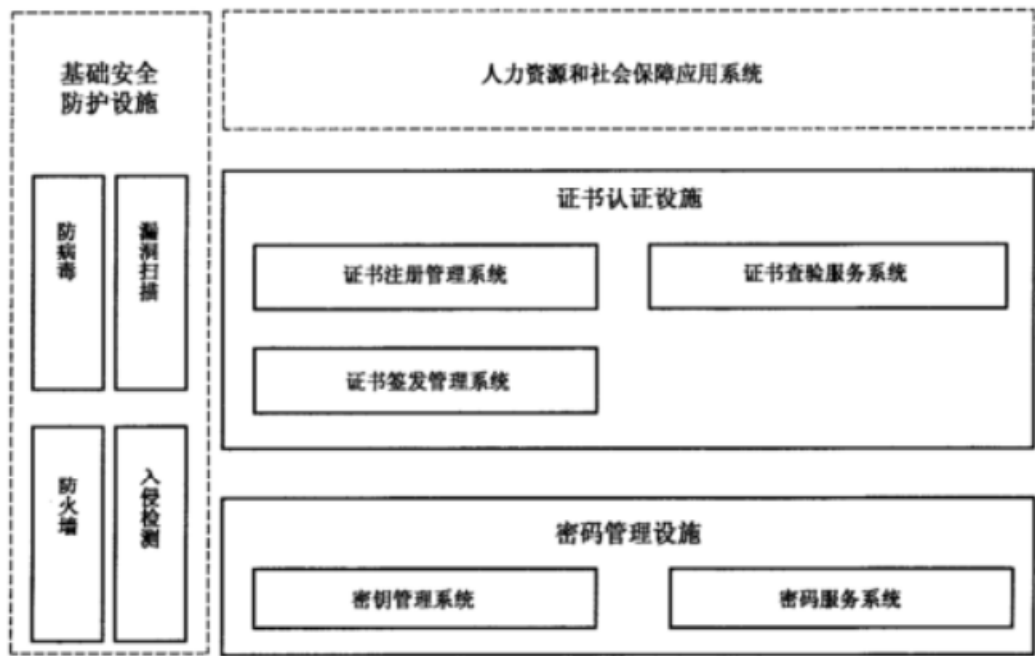 基础安全
防护设施
防病毒
漏洞扫描
防火墙
入侵检测
人力资源和社会保障应用系统
证书认证设施
证书注册管理系统
证书查验服务系统
证书签发管理系统
密码管理设施
密钥管理系统
密码服务系统